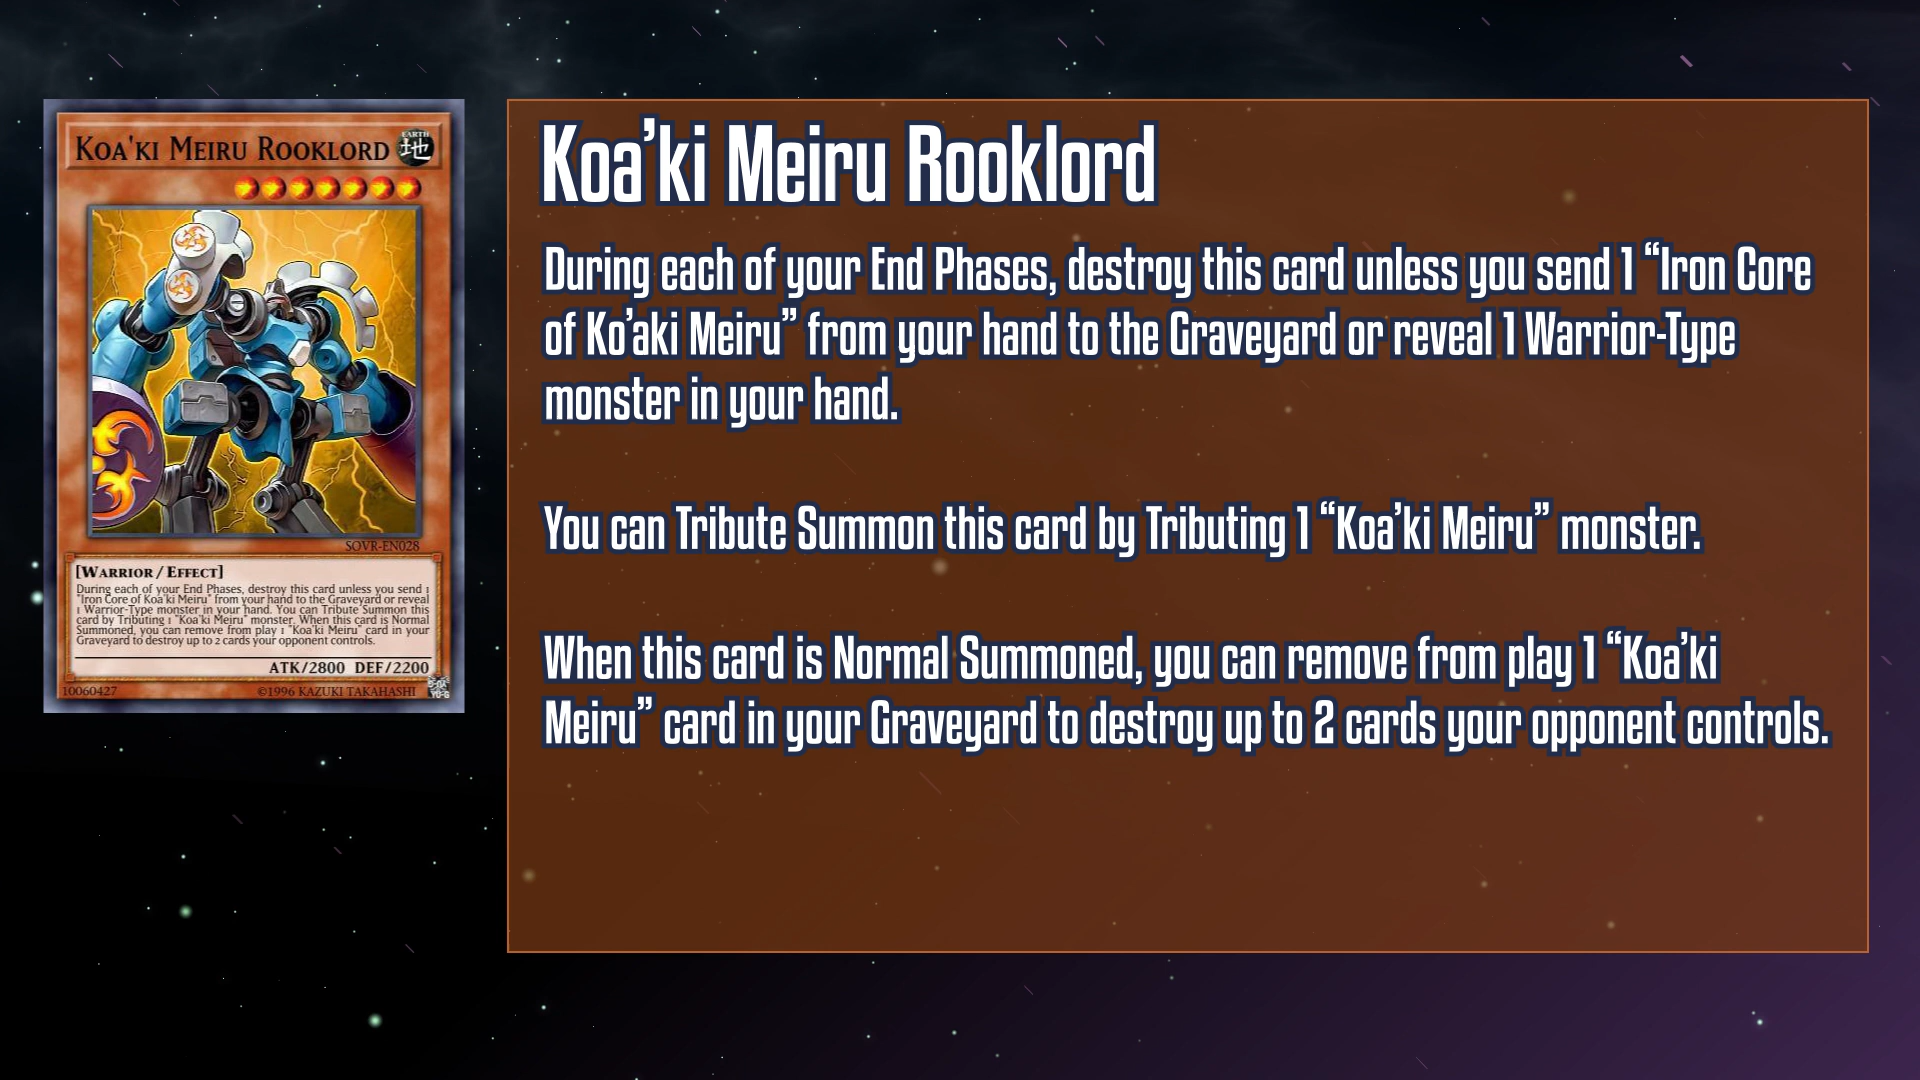 KOA'KI MEIRU ROOKLORD
EARTH
地
SOVR-EN028
[WARRIOR / EFFECT]
During each of your End Phases, destroy this card unless you send 1
"Iron Core of Koa'ki Meiru" from your hand to the Graveyard or reveal
1 Warrior-Type monster in your hand. You can Tribute Summon this
card by Tributing 1 "Koa'ki Meiru" monster. When this card is Normal
Summoned, you can remove from play 1 "Koa'ki Meiru" card in your
Graveyard to destroy up to 2 cards your opponent controls.
ATK/2800 DEF/2200
10060427
©1996 KAZUKI TAKAHASHI
Koa’ki Meiru Rooklord
During each of your End Phases, destroy this card unless you send 1 “Iron Core
of Ko’aki Meiru” from your hand to the Graveyard or reveal 1 Warrior-Type
monster in your hand.
You can Tribute Summon this card by Tributing 1 “Koa’ki Meiru” monster.
When this card is Normal Summoned, you can remove from play 1 “Koa’ki
Meiru” card in your Graveyard to destroy up to 2 cards your opponent controls.